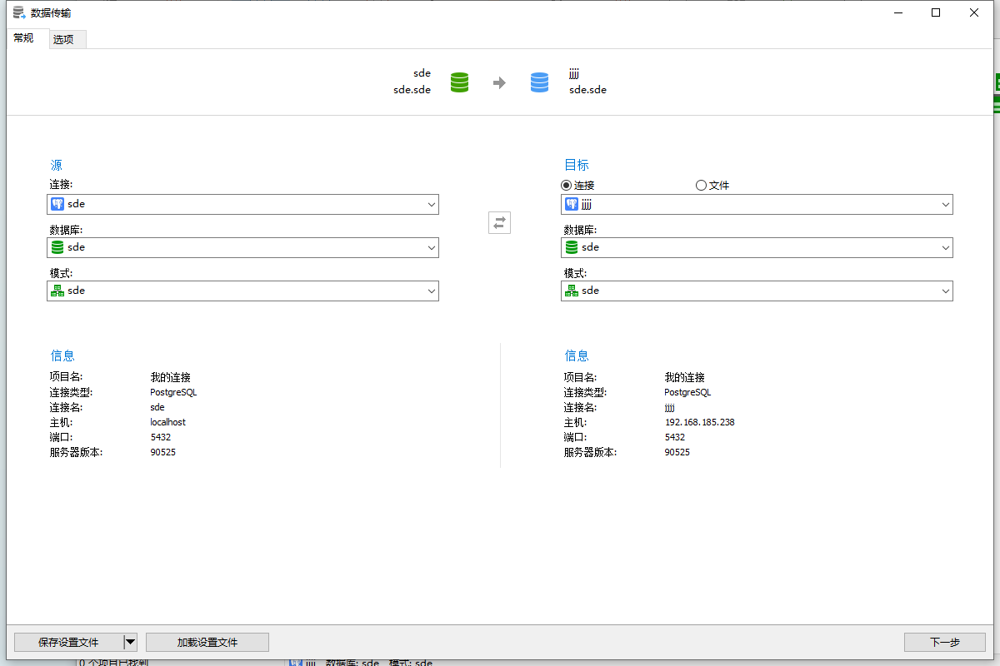 数据传输
常规
选项
sde
sde.sde
jjjj
sde.sde
源
连接:
sde
数据库:
sde
模式:
sde
目标
连接
文件
jjjj
数据库:
sde
模式:
sde
信息
项目名: 我的连接
连接类型: PostgreSQL
连接名: sde
主机: localhost
端口: 5432
服务器版本: 90525
信息
项目名: 我的连接
连接类型: PostgreSQL
连接名: jjjj
主机: 192.168.185.238
端口: 5432
服务器版本: 90525
保存设置文件
加载设置文件
下一步
0 个项目已找到
jjjj 数据库: sde 模式: sde